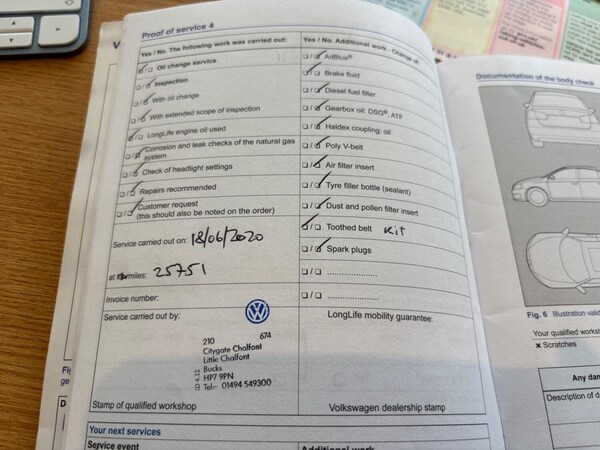 Proof of service 4
Yes / No. The following work was carried out:
Oil change service
Inspection
With oil change
With extended scope of inspection
LongLife engine oil used
Corrosion and leak checks of the natural gas
system
Check of headlight settings
Repairs recommended
Customer request
(this should also be noted on the order)
Service carried out on: 18/06/2020
at km/miles: 25751
Invoice number:
Service carried out by:
210 674
Citygate Chalfont
Little Chalfont
Bucks
HP7 9PN
Tel:- 01494 549300
Stamp of qualified workshop
Yes / No. Additional work - Change of
AdBlue®
Brake fluid
Diesel fuel filter
Gearbox oil: DSG®, ATF
Haldex coupling: oil
Poly V-belt
Air filter insert
Tyre filler bottle (sealant)
Dust and pollen filter insert
Toothed belt Kit
Spark plugs
LongLife mobility guarantee:
Volkswagen dealership stamp
Your next services
Service event
Additional work
Documentation of the body check
Fig. 6 Illustration valid
Your qualified worksh
× Scratches
Any dam
Description of d